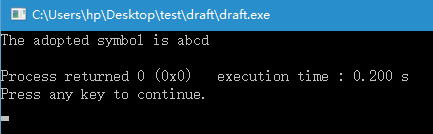 C:\Users\hp\Desktop\test\draft\draft.exe
The adopted symbol is abcd
Process returned 0 (0x0)   execution time : 0.200 s
Press any key to continue.